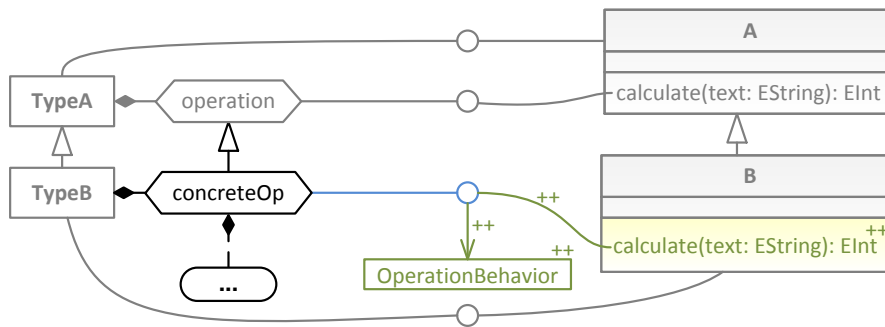 A
TypeA
operation
calculate(text: EString): EInt
TypeB
concreteOp
B
++
++
++
calculate(text: EString): EInt
++
OperationBehavior
...